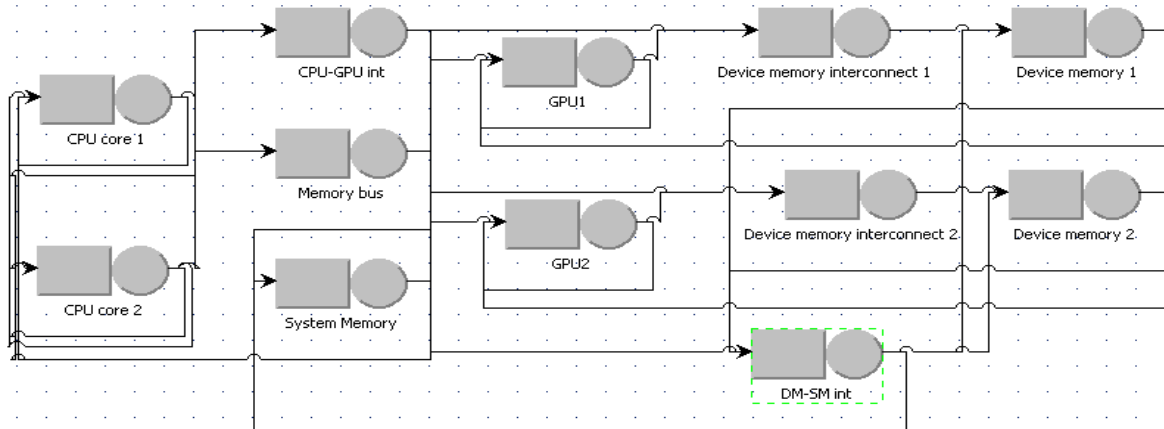 CPU-GPU int
Device memory interconnect 1
Device memory 1
GPU1
CPU core 1
Memory bus
Device memory interconnect 2
Device memory 2
GPU2
CPU core 2
System Memory
DM-SM int